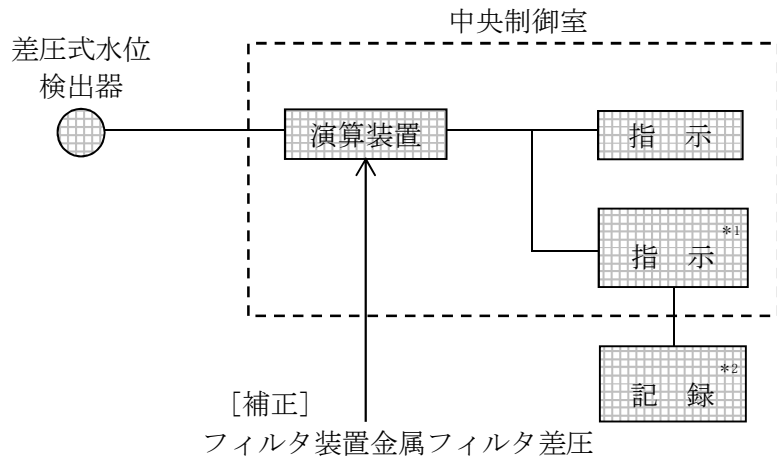 中央制御室
差圧式水位
検出器
演算装置
指 示
指 示 *1
記 録 *2
[補正]
フィルタ装置金属フィルタ差圧